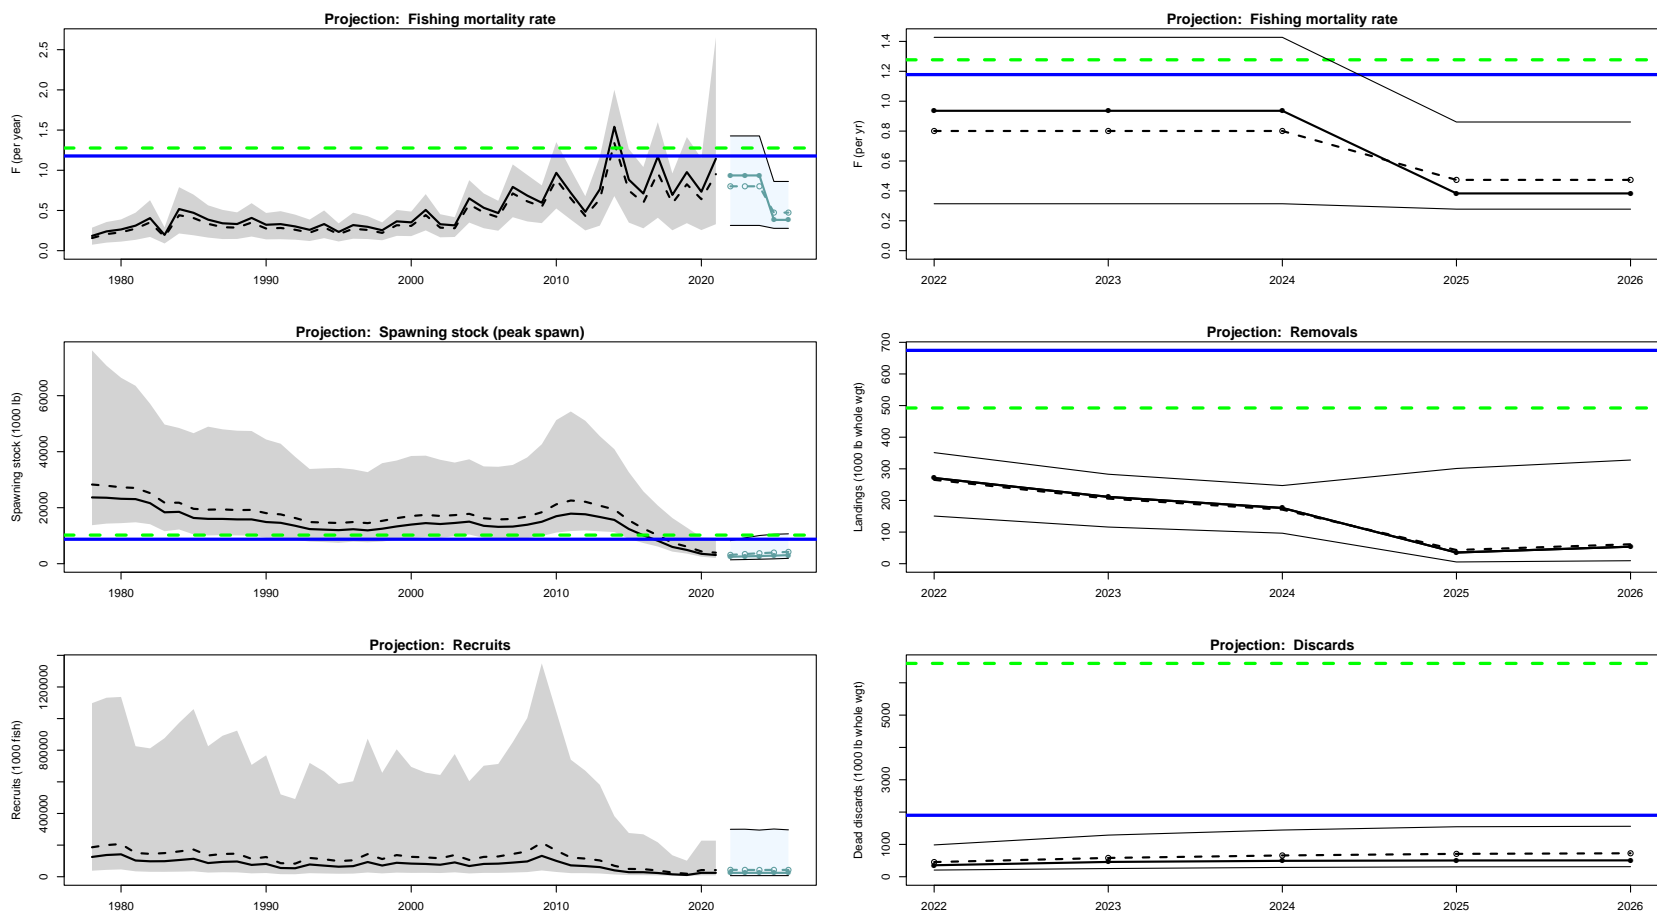 Projection: Fishing mortality rate
F (per year)
0.0 0.5 1.0 1.5 2.0 2.5
1980 1990 2000 2010 2020
Projection: Fishing mortality rate
F (per yr)
0.0 0.2 0.4 0.6 0.8 1.0 1.2 1.4
2022 2023 2024 2025 2026
Projection: Spawning stock (peak spawn)
Spawning stock (1000 lb)
0 20000 40000 60000
1980 1990 2000 2010 2020
Projection: Removals
Landings (1000 lb whole wgt)
0 100 200 300 400 500 600 700
2022 2023 2024 2025 2026
Projection: Recruits
Recruits (1000 fish)
0 400000 800000 1200000
1980 1990 2000 2010 2020
Projection: Discards
Dead discards (1000 lb whole wgt)
0 1000 3000 5000
2022 2023 2024 2025 2026